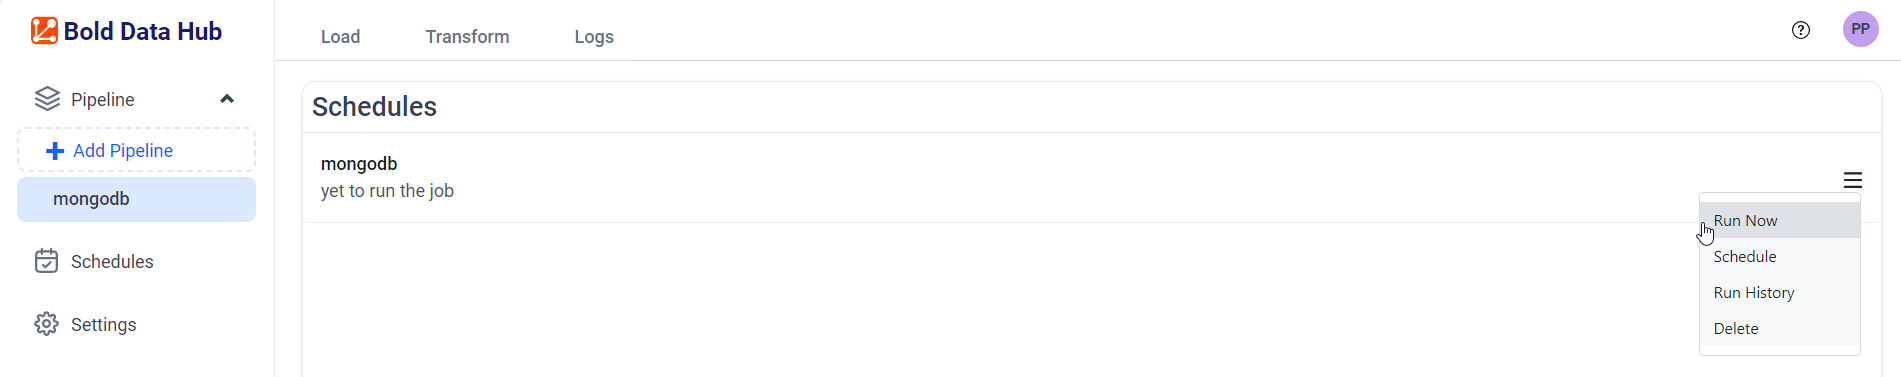 Bold Data Hub
Load Transform Logs
?
PP
Pipeline
Add Pipeline
mongodb
Schedules
Settings
Schedules
mongodb
yet to run the job
Run Now
Schedule
Run History
Delete